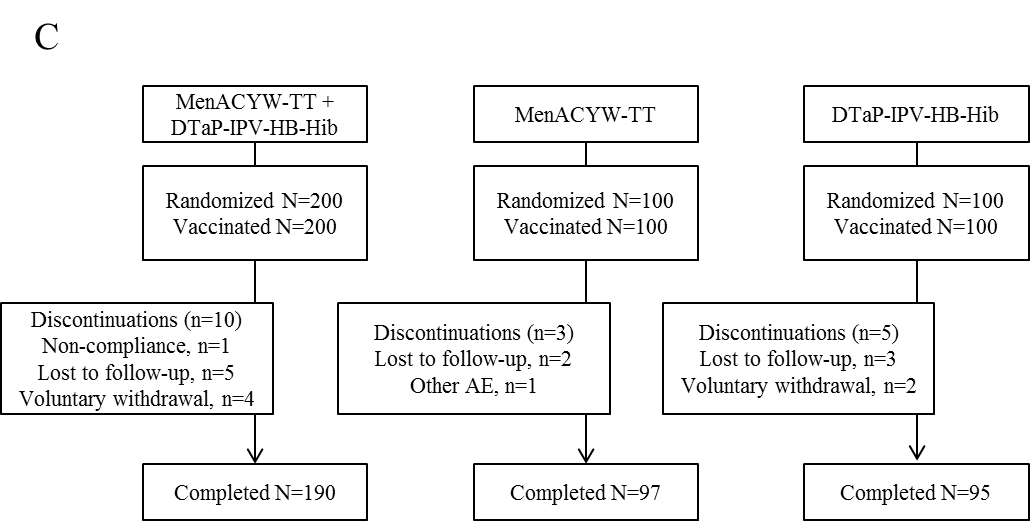 C
MenACYW-TT +
DTaP-IPV-HB-Hib
MenACYW-TT
DTaP-IPV-HB-Hib
Randomized N=200
Vaccinated N=200
Randomized N=100
Vaccinated N=100
Randomized N=100
Vaccinated N=100
Discontinuations (n=10)
Non-compliance, n=1
Lost to follow-up, n=5
Voluntary withdrawal, n=4
Discontinuations (n=3)
Lost to follow-up, n=2
Other AE, n=1
Discontinuations (n=5)
Lost to follow-up, n=3
Voluntary withdrawal, n=2
Completed N=190
Completed N=97
Completed N=95